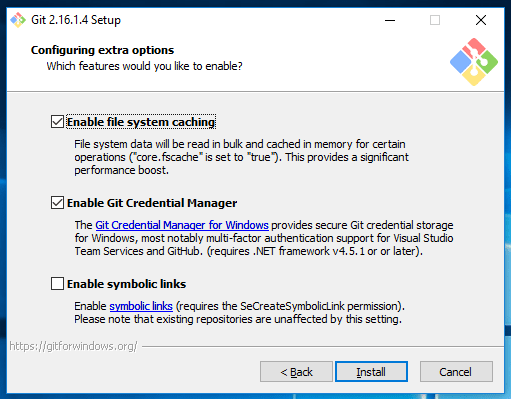 Git 2.16.1.4 Setup
Configuring extra options
Which features would you like to enable?
Enable file system caching
File system data will be read in bulk and cached in memory for certain
operations ("core.fscache" is set to "true"). This provides a significant
performance boost.
Enable Git Credential Manager
The Git Credential Manager for Windows provides secure Git credential storage
for Windows, most notably multi-factor authentication support for Visual Studio
Team Services and GitHub. (requires .NET framework v4.5.1 or or later).
Enable symbolic links
Enable symbolic links (requires the SeCreateSymbolicLink permission).
Please note that existing repositories are unaffected by this setting.
https://gitforwindows.org/
< Back Install Cancel